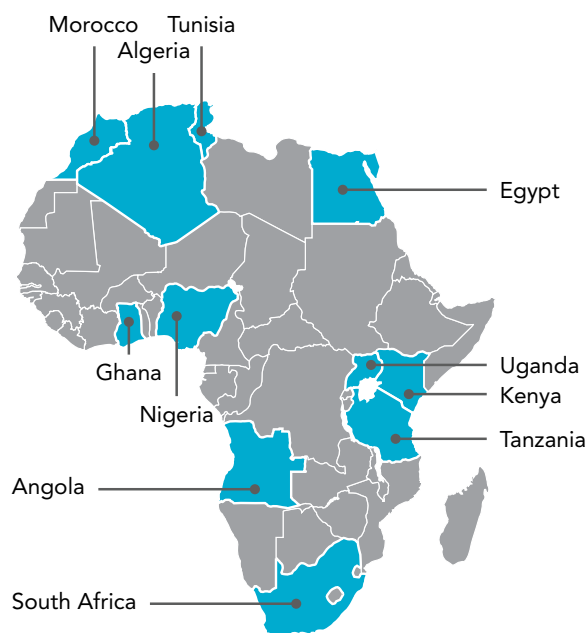 Morocco
Tunisia
Algeria
Egypt
Ghana
Uganda
Kenya
Nigeria
Tanzania
Angola
South Africa